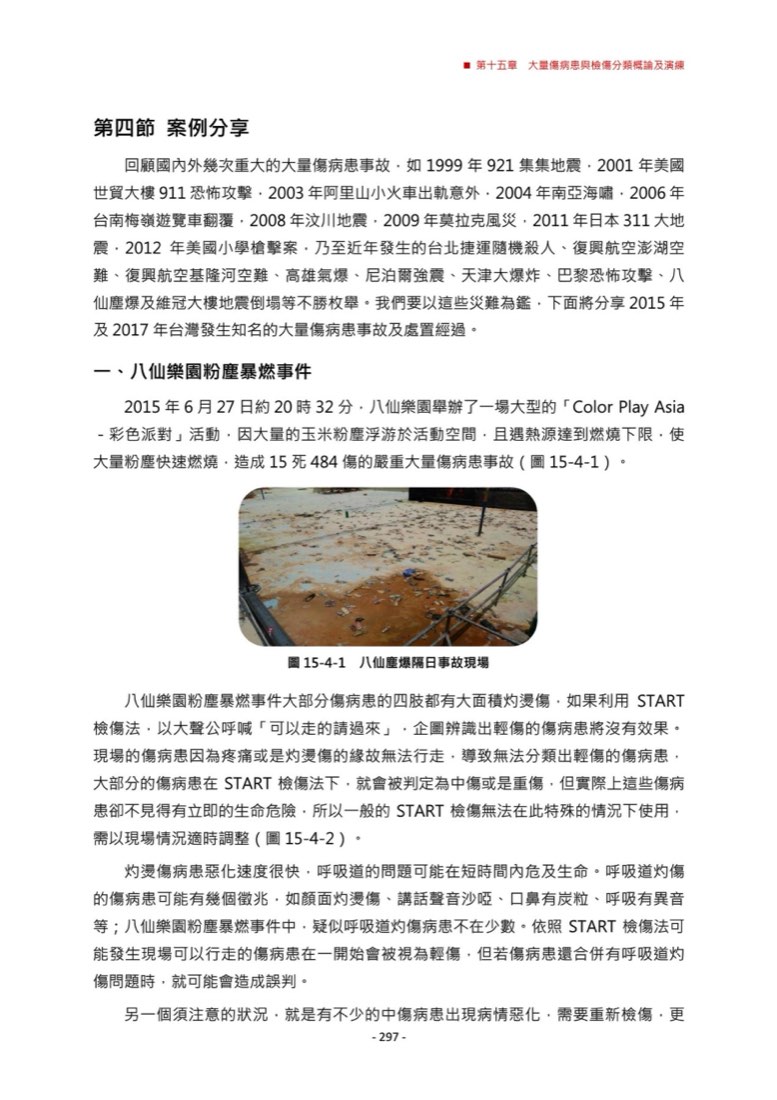 ■ 第十五章 大量傷病患與檢傷分類概論及演練
第四節 案例分享
回顧國內外幾次重大的大量傷病患事故，如 1999 年 921 集集地震，2001 年美國
世貿大樓 911 恐怖攻擊，2003 年阿里山小火車出軌意外，2004 年南亞海嘯，2006 年
台南梅嶺遊覽車翻覆，2008 年汶川地震，2009 年莫拉克風災，2011 年日本 311 大地
震，2012 年美國小學槍擊案，乃至近年發生的台北捷運隨機殺人、復興航空澎湖空
難、復興航空基隆河空難、高雄氣爆、尼泊爾強震、天津大爆炸、巴黎恐怖攻擊、八
仙塵爆及維冠大樓地震倒塌等不勝枚舉。我們要以這些災難為鑑，下面將分享 2015 年
及 2017 年台灣發生知名的大量傷病患事故及處置經過。
一、八仙樂園粉塵暴燃事件
2015 年 6 月 27 日約 20 時 32 分，八仙樂園舉辦了一場大型的「Color Play Asia
- 彩色派對」活動，因大量的玉米粉塵浮游於活動空間，且遇熱源達到燃燒下限，使
大量粉塵快速燃燒，造成 15 死 484 傷的嚴重大量傷病患事故（圖 15-4-1）。
圖 15-4-1 八仙塵爆隔日事故現場
八仙樂園粉塵暴燃事件大部分傷病患的四肢都有大面積灼燙傷，如果利用 START
檢傷法，以大聲公呼喊「可以走的請過來」，企圖辨識出輕傷的傷病患將沒有效果。
現場的傷病患因為疼痛或是灼燙傷的緣故無法行走，導致無法分類出輕傷的傷病患，
大部分的傷病患在 START 檢傷法下，就會被判定為中傷或是重傷，但實際上這些傷病
患卻不見得有立即的生命危險，所以一般的 START 檢傷無法在此特殊的情況下使用，
需以現場情況適時調整（圖 15-4-2）。
灼燙傷病患惡化速度很快，呼吸道的問題可能在短時間內危及生命。呼吸道灼傷
的傷病患可能有幾個徵兆，如顏面灼燙傷、講話聲音沙啞、口鼻有炭粒、呼吸有異音
等；八仙樂園粉塵暴燃事件中，疑似呼吸道灼傷病患不在少數。依照 START 檢傷法可
能發生現場可以行走的傷病患在一開始會被視為輕傷，但若傷病患還合併有呼吸道灼
傷問題時，就可能會造成誤判。
另一個須注意的狀況，就是有不少的中傷病患出現病情惡化，需要重新檢傷，更
- 297 -